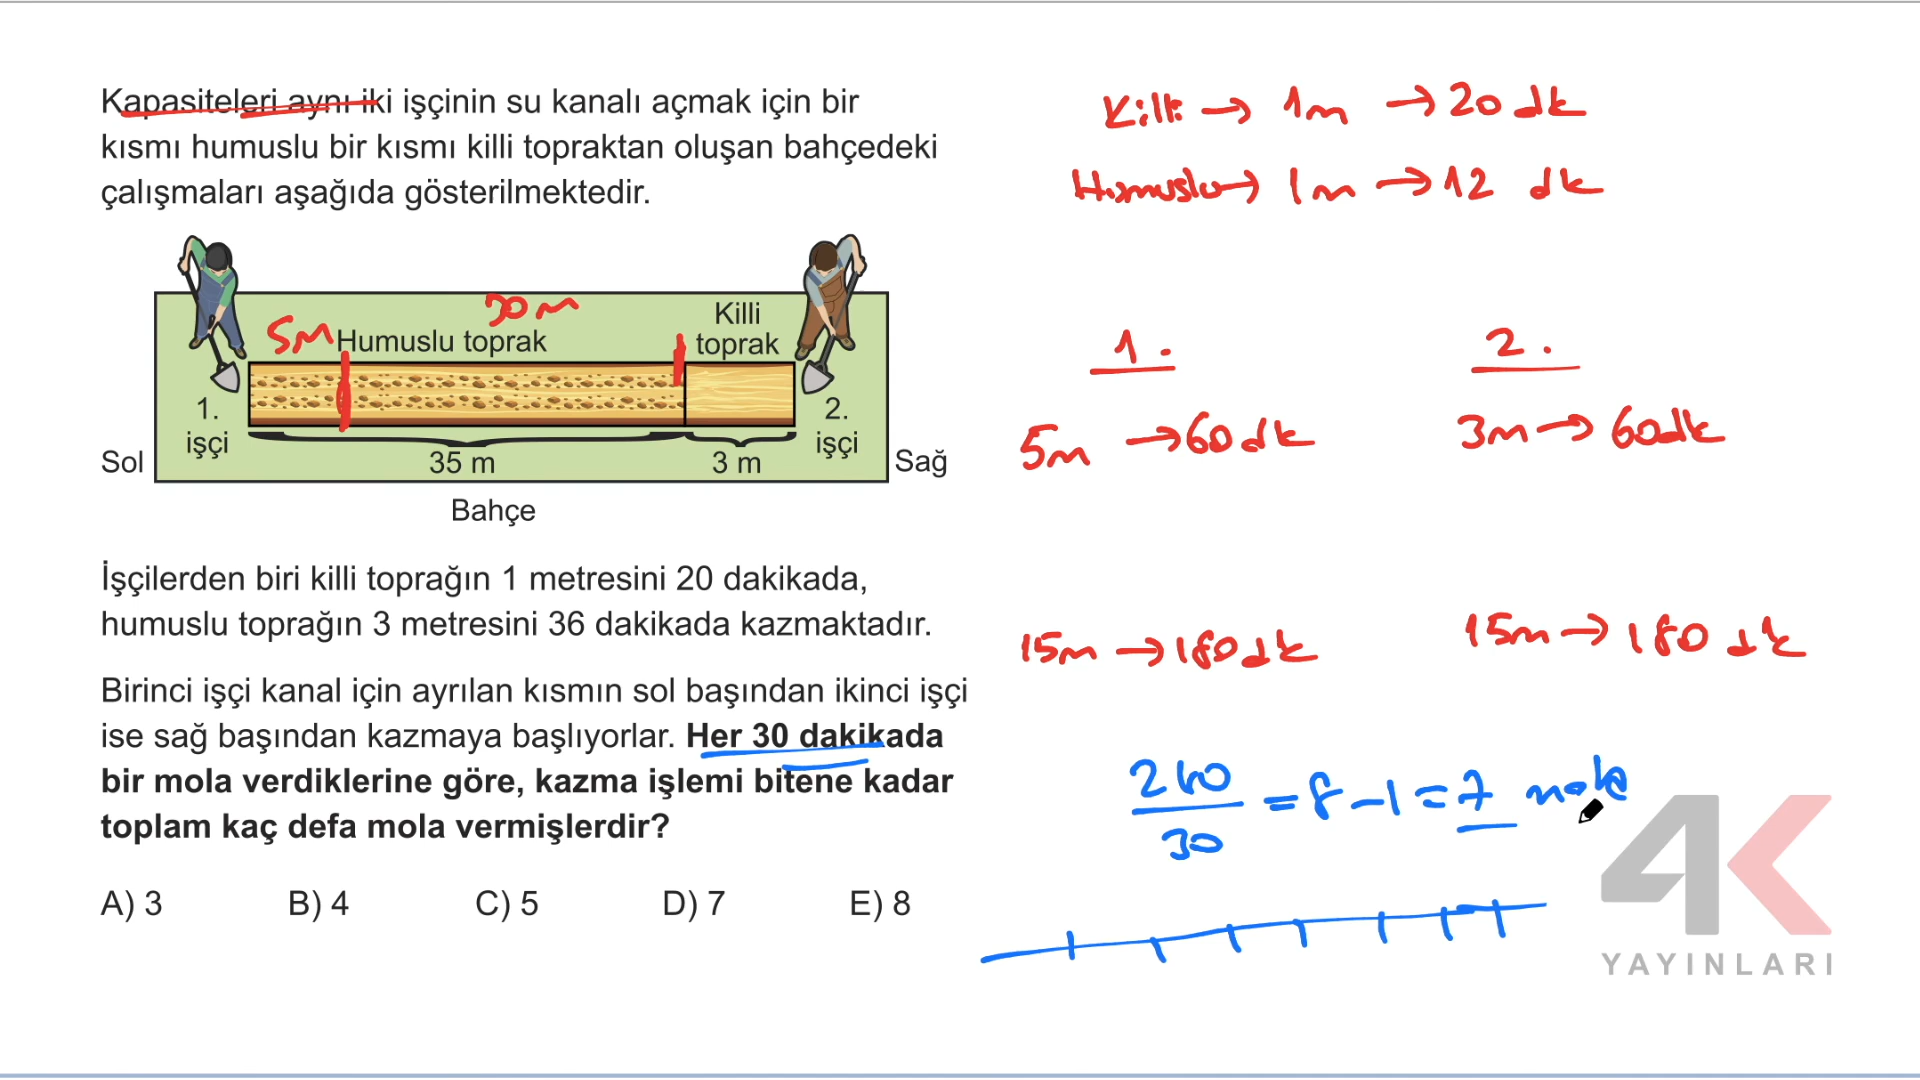 Kapasiteleri aynı iki işçinin su kanalı açmak için bir
kısmı humuslu bir kısmı killi topraktan oluşan bahçedeki
çalışmaları aşağıda gösterilmektedir.
5m
30 m
Humuslu toprak
Killi
toprak
1.
işçi
2.
işçi
Sol
35 m
3 m
Sağ
Bahçe
İşçilerden biri killi toprağın 1 metresini 20 dakikada,
humuslu toprağın 3 metresini 36 dakikada kazmaktadır.
Birinci işçi kanal için ayrılan kısmın sol başından ikinci işçi
ise sağ başından kazmaya başlıyorlar. Her 30 dakikada
bir mola verdiklerine göre, kazma işlemi bitene kadar
toplam kaç defa mola vermişlerdir?
A) 3 B) 4 C) 5 D) 7 E) 8
Killi → 1m → 20 dk
Humuslu → 1m → 12 dk
1. 2.
5m → 60 dk 3m → 60dk
15m → 180dk 15m → 180 dk
240
30
= 8 - 1 = 7 mola
4K
YAYINLARI